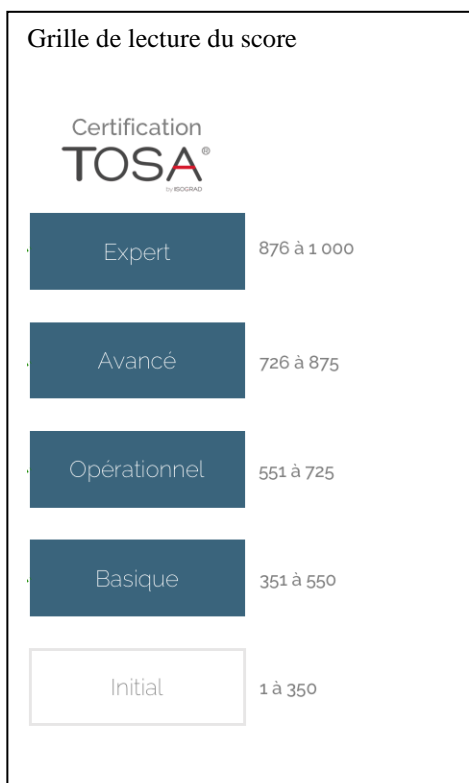 Grille de lecture du score
Certification
TOSA®
by ISOGRAD
Expert
876 à 1 000
Avancé
726 à 875
Opérationnel
551 à 725
Basique
351 à 550
Initial
1 à 350